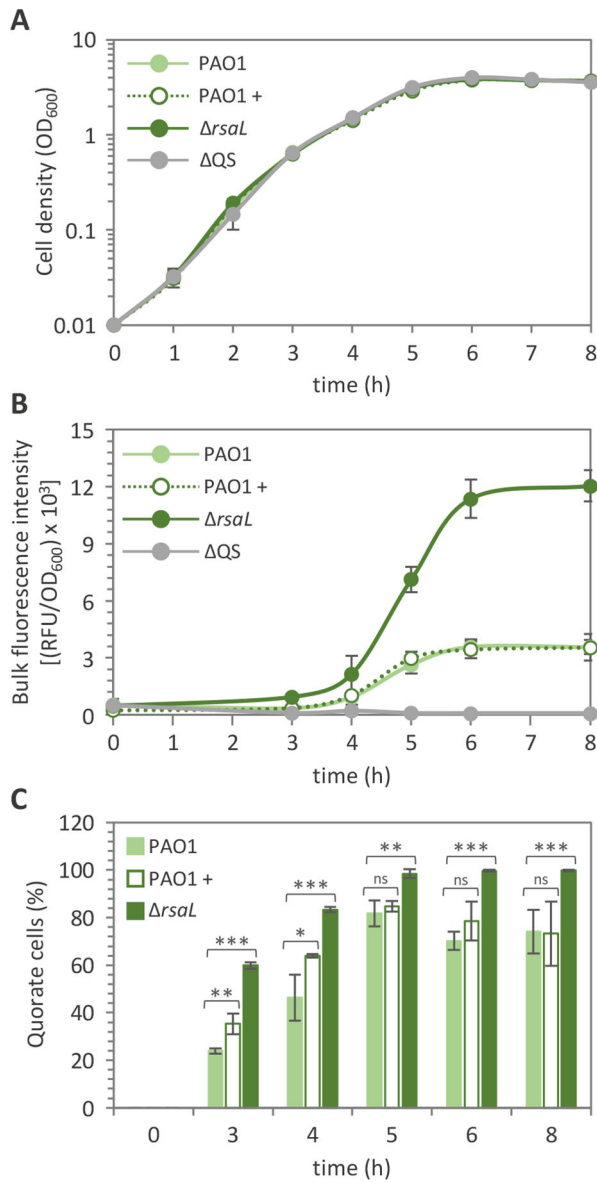 A
10
1
0.1
0.01
Cell density (OD600)
PAO1
PAO1 +
ΔrsaL
ΔQS
0 1 2 3 4 5 6 7 8
time (h)
B
15
12
9
6
3
0
Bulk fluorescence intensity
[(RFU/OD600) x 10³]
PAO1
PAO1 +
ΔrsaL
ΔQS
0 1 2 3 4 5 6 7 8
time (h)
C
120
100
80
60
40
20
0
Quorate cells (%)
PAO1
PAO1 +
ΔrsaL
***
**
***
*
**
ns
***
ns
***
ns
0 3 4 5 6 8
time (h)